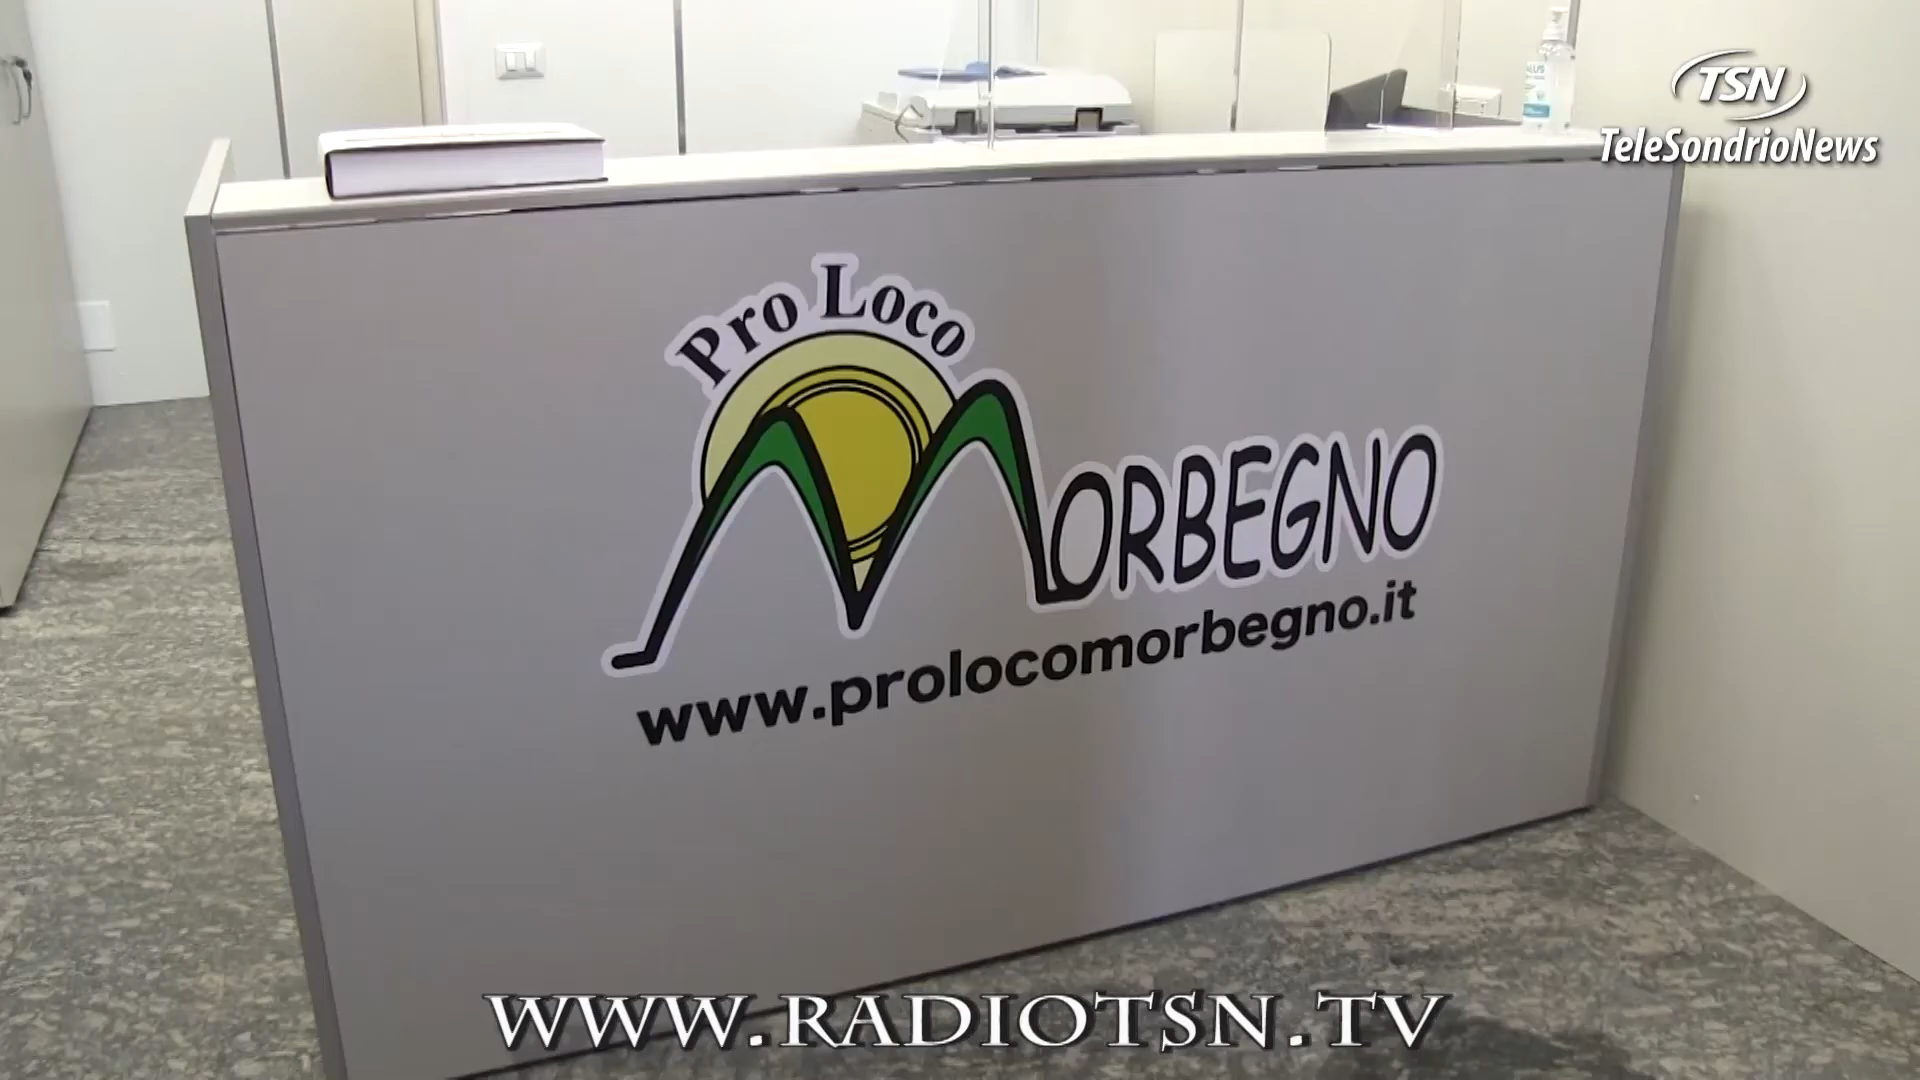 TSN
TeleSondrioNews
Pro Loco
MORBEGNO
www.prolocomorbegno.it
WWW.RADIOTSN.TV